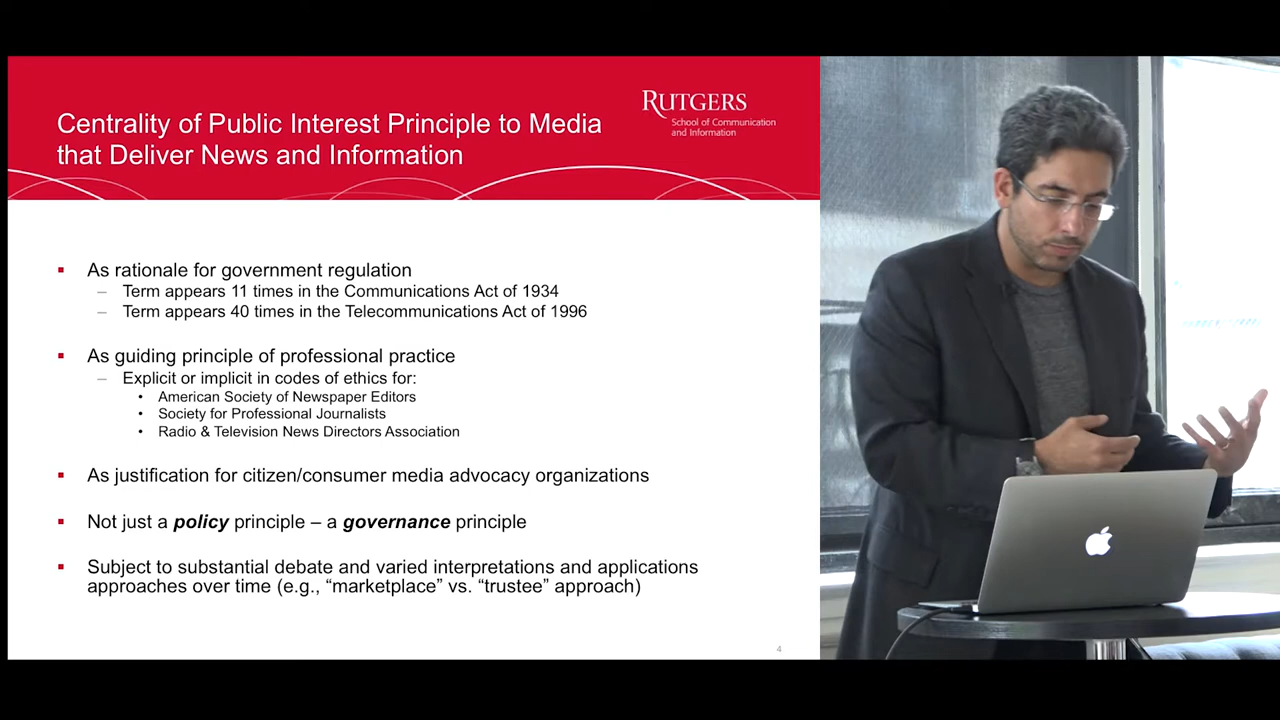 Centrality of Public Interest Principle to Media
that Deliver News and Information
RUTGERS
School of Communication
and Information
▪ As rationale for government regulation
– Term appears 11 times in the Communications Act of 1934
– Term appears 40 times in the Telecommunications Act of 1996
▪ As guiding principle of professional practice
– Explicit or implicit in codes of ethics for:
• American Society of Newspaper Editors
• Society for Professional Journalists
• Radio & Television News Directors Association
▪ As justification for citizen/consumer media advocacy organizations
▪ Not just a policy principle – a governance principle
▪ Subject to substantial debate and varied interpretations and applications
approaches over time (e.g., “marketplace” vs. “trustee” approach)
4